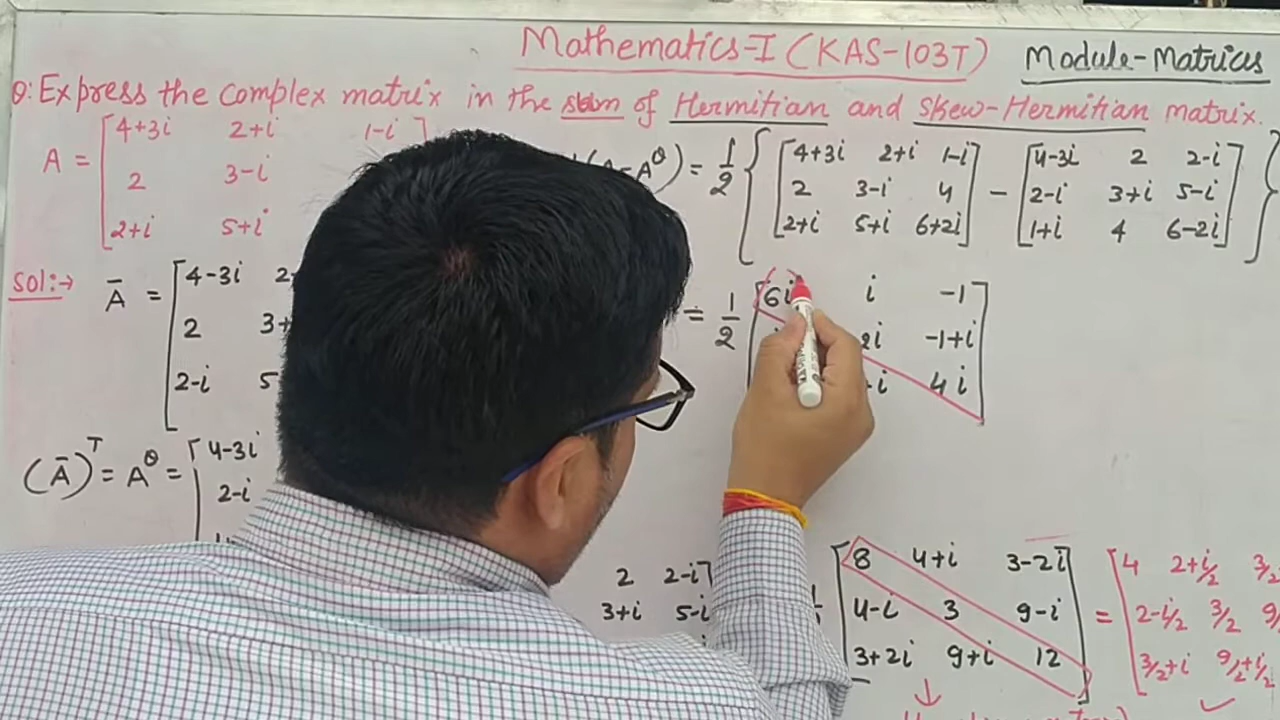 Mathematics-I (KAS-103T) Module-Matrices
Q: Express the complex matrix in the sum of Hermitian and Skew-Hermitian matrix.
A = [4+3i 2+i 1-i]
2 3-i
2+i 5+i
Sol:→ Ā = [4-3i
2 3+
2-i 5
(Ā)ᵀ = A^θ = [4-3i
2-i
A^θ) = 1/2 { [4+3i 2+i 1-i] - [4-3i 2 2-i] }
2 3-i 4 2-i 3+i 5-i
2+i 5+i 6+2i 1+i 4 6-2i
= 1/2 [6i i -1]
2i -1+i
i 4i
2 2-i
3+i 5-i
[8 4+i 3-2i] = [4 2+i/2 3/2
4-i 3 9-i 2-i/2 3/2 9/
3+2i 9+i 12 3/2+i 9/2+i/2